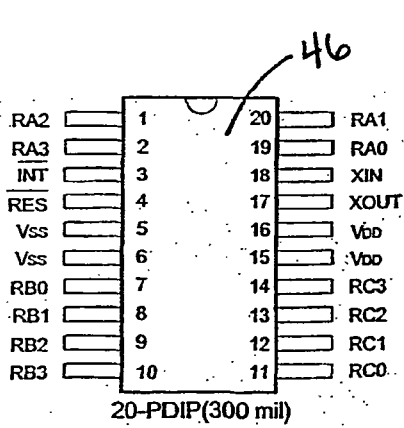 46
RA2 1 20 RA1
RA3 2 19 RA0
INT 3 18 XIN
RES 4 17 XOUT
Vss 5 16 VDD
Vss 6 15 VDD
RB0 7 14 RC3
RB1 8 13 RC2
RB2 9 12 RC1
RB3 10 11 RC0
20-PDIP(300 mil)